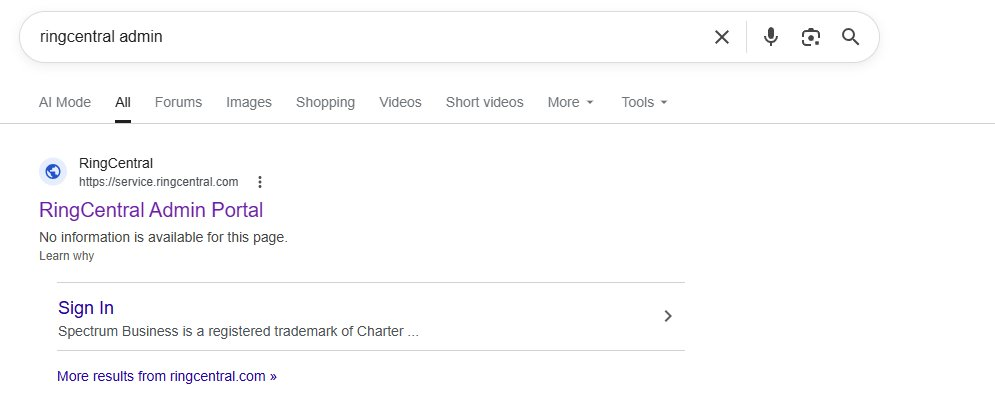 ringcentral admin
AI Mode All Forums Images Shopping Videos Short videos More Tools
RingCentral
https://service.ringcentral.com
RingCentral Admin Portal
No information is available for this page.
Learn why
Sign In
Spectrum Business is a registered trademark of Charter ...
More results from ringcentral.com »